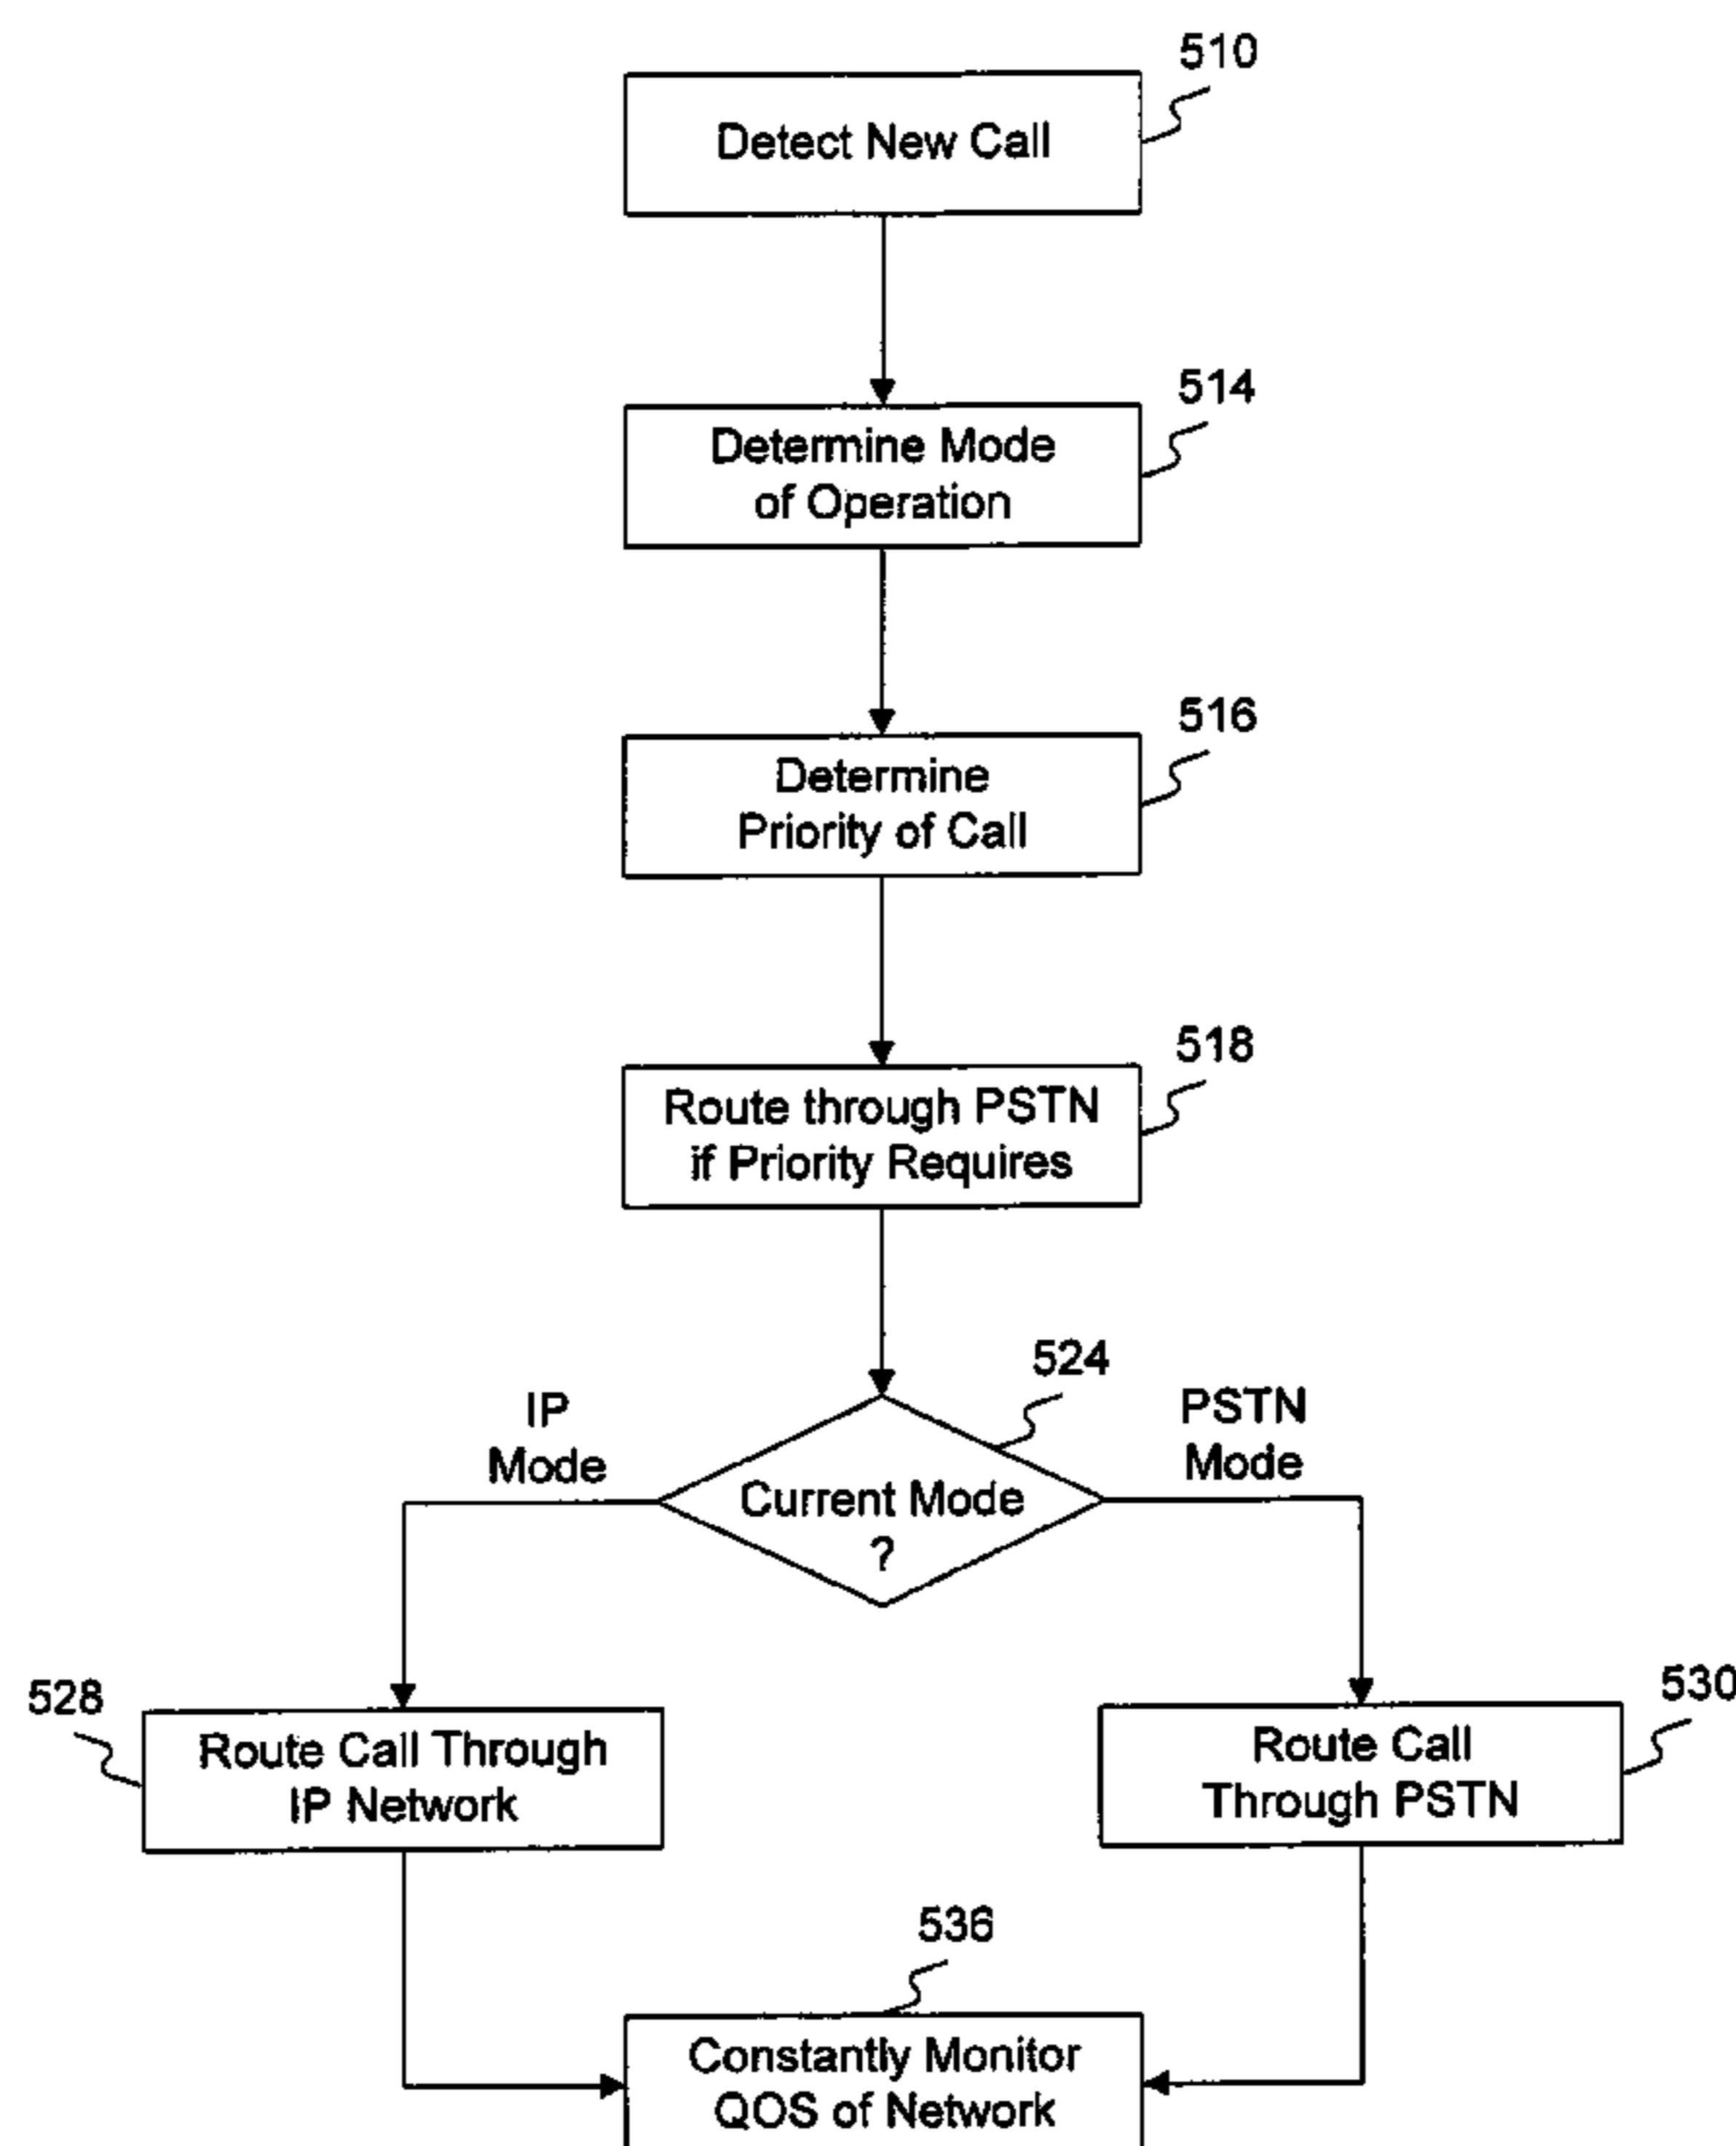 510
Detect New Call
514
Determine Mode
of Operation
516
Determine
Priority of Call
518
Route through PSTN
if Priority Requires
524
IP
Mode
PSTN
Mode
Current Mode
?
528
Route Call Through
IP Network
530
Route Call
Through PSTN
536
Constantly Monitor
QOS of Network